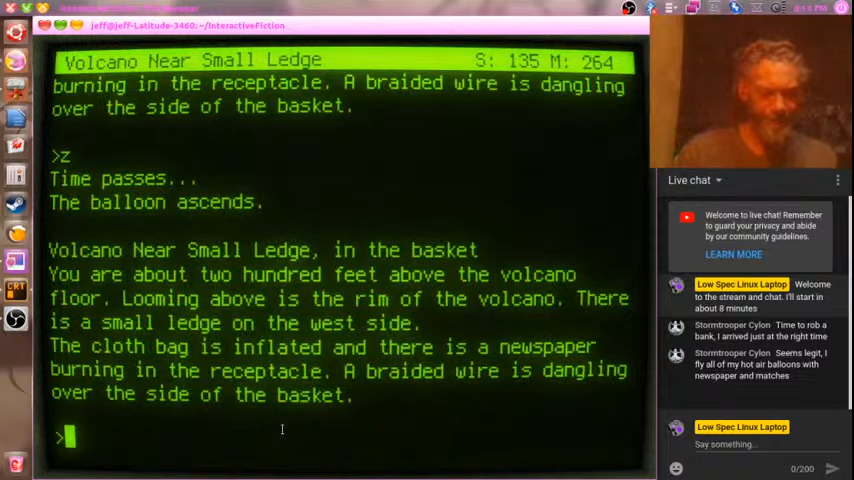 8:13 PM
jeff@jeff-Latitude-3460: ~/InteractiveFiction
Volcano Near Small Ledge S: 135 M: 264
burning in the receptacle. A braided wire is dangling
over the side of the basket.
>z
Time passes...
The balloon ascends.
Volcano Near Small Ledge, in the basket
You are about two hundred feet above the volcano
floor. Looming above is the rim of the volcano. There
is a small ledge on the west side.
The cloth bag is inflated and there is a newspaper
burning in the receptacle. A braided wire is dangling
over the side of the basket.
>
CRT
Live chat
Welcome to live chat! Remember
to guard your privacy and abide
by our community guidelines.
LEARN MORE
Low Spec Linux Laptop Welcome
to the stream and chat. I'll start in
about 8 minutes
Stormtrooper Cylon Time to rob a
bank, I arrived just at the right time
Stormtrooper Cylon Seems legit, I
fly all of my hot air balloons with
newspaper and matches
Low Spec Linux Laptop
Say something...
0/200